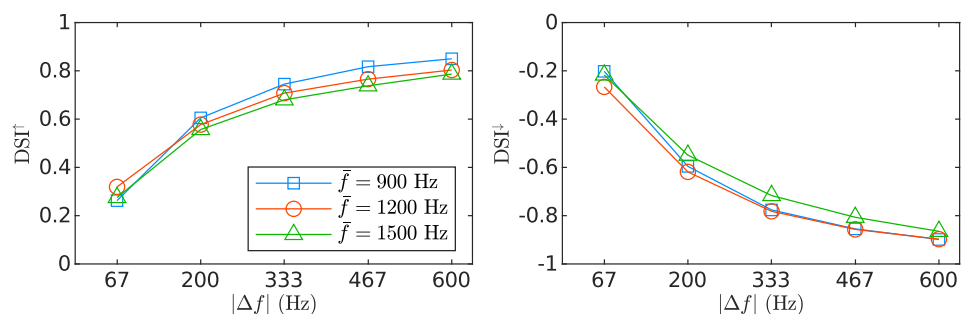 1
0.8
0.6
0.4
0.2
0
DSI↑
67 200 333 467 600
|Δf| (Hz)
f̄ = 900 Hz
f̄ = 1200 Hz
f̄ = 1500 Hz
-0
-0.2
-0.4
-0.6
-0.8
-1
DSI↓
67 200 333 467 600
|Δf| (Hz)